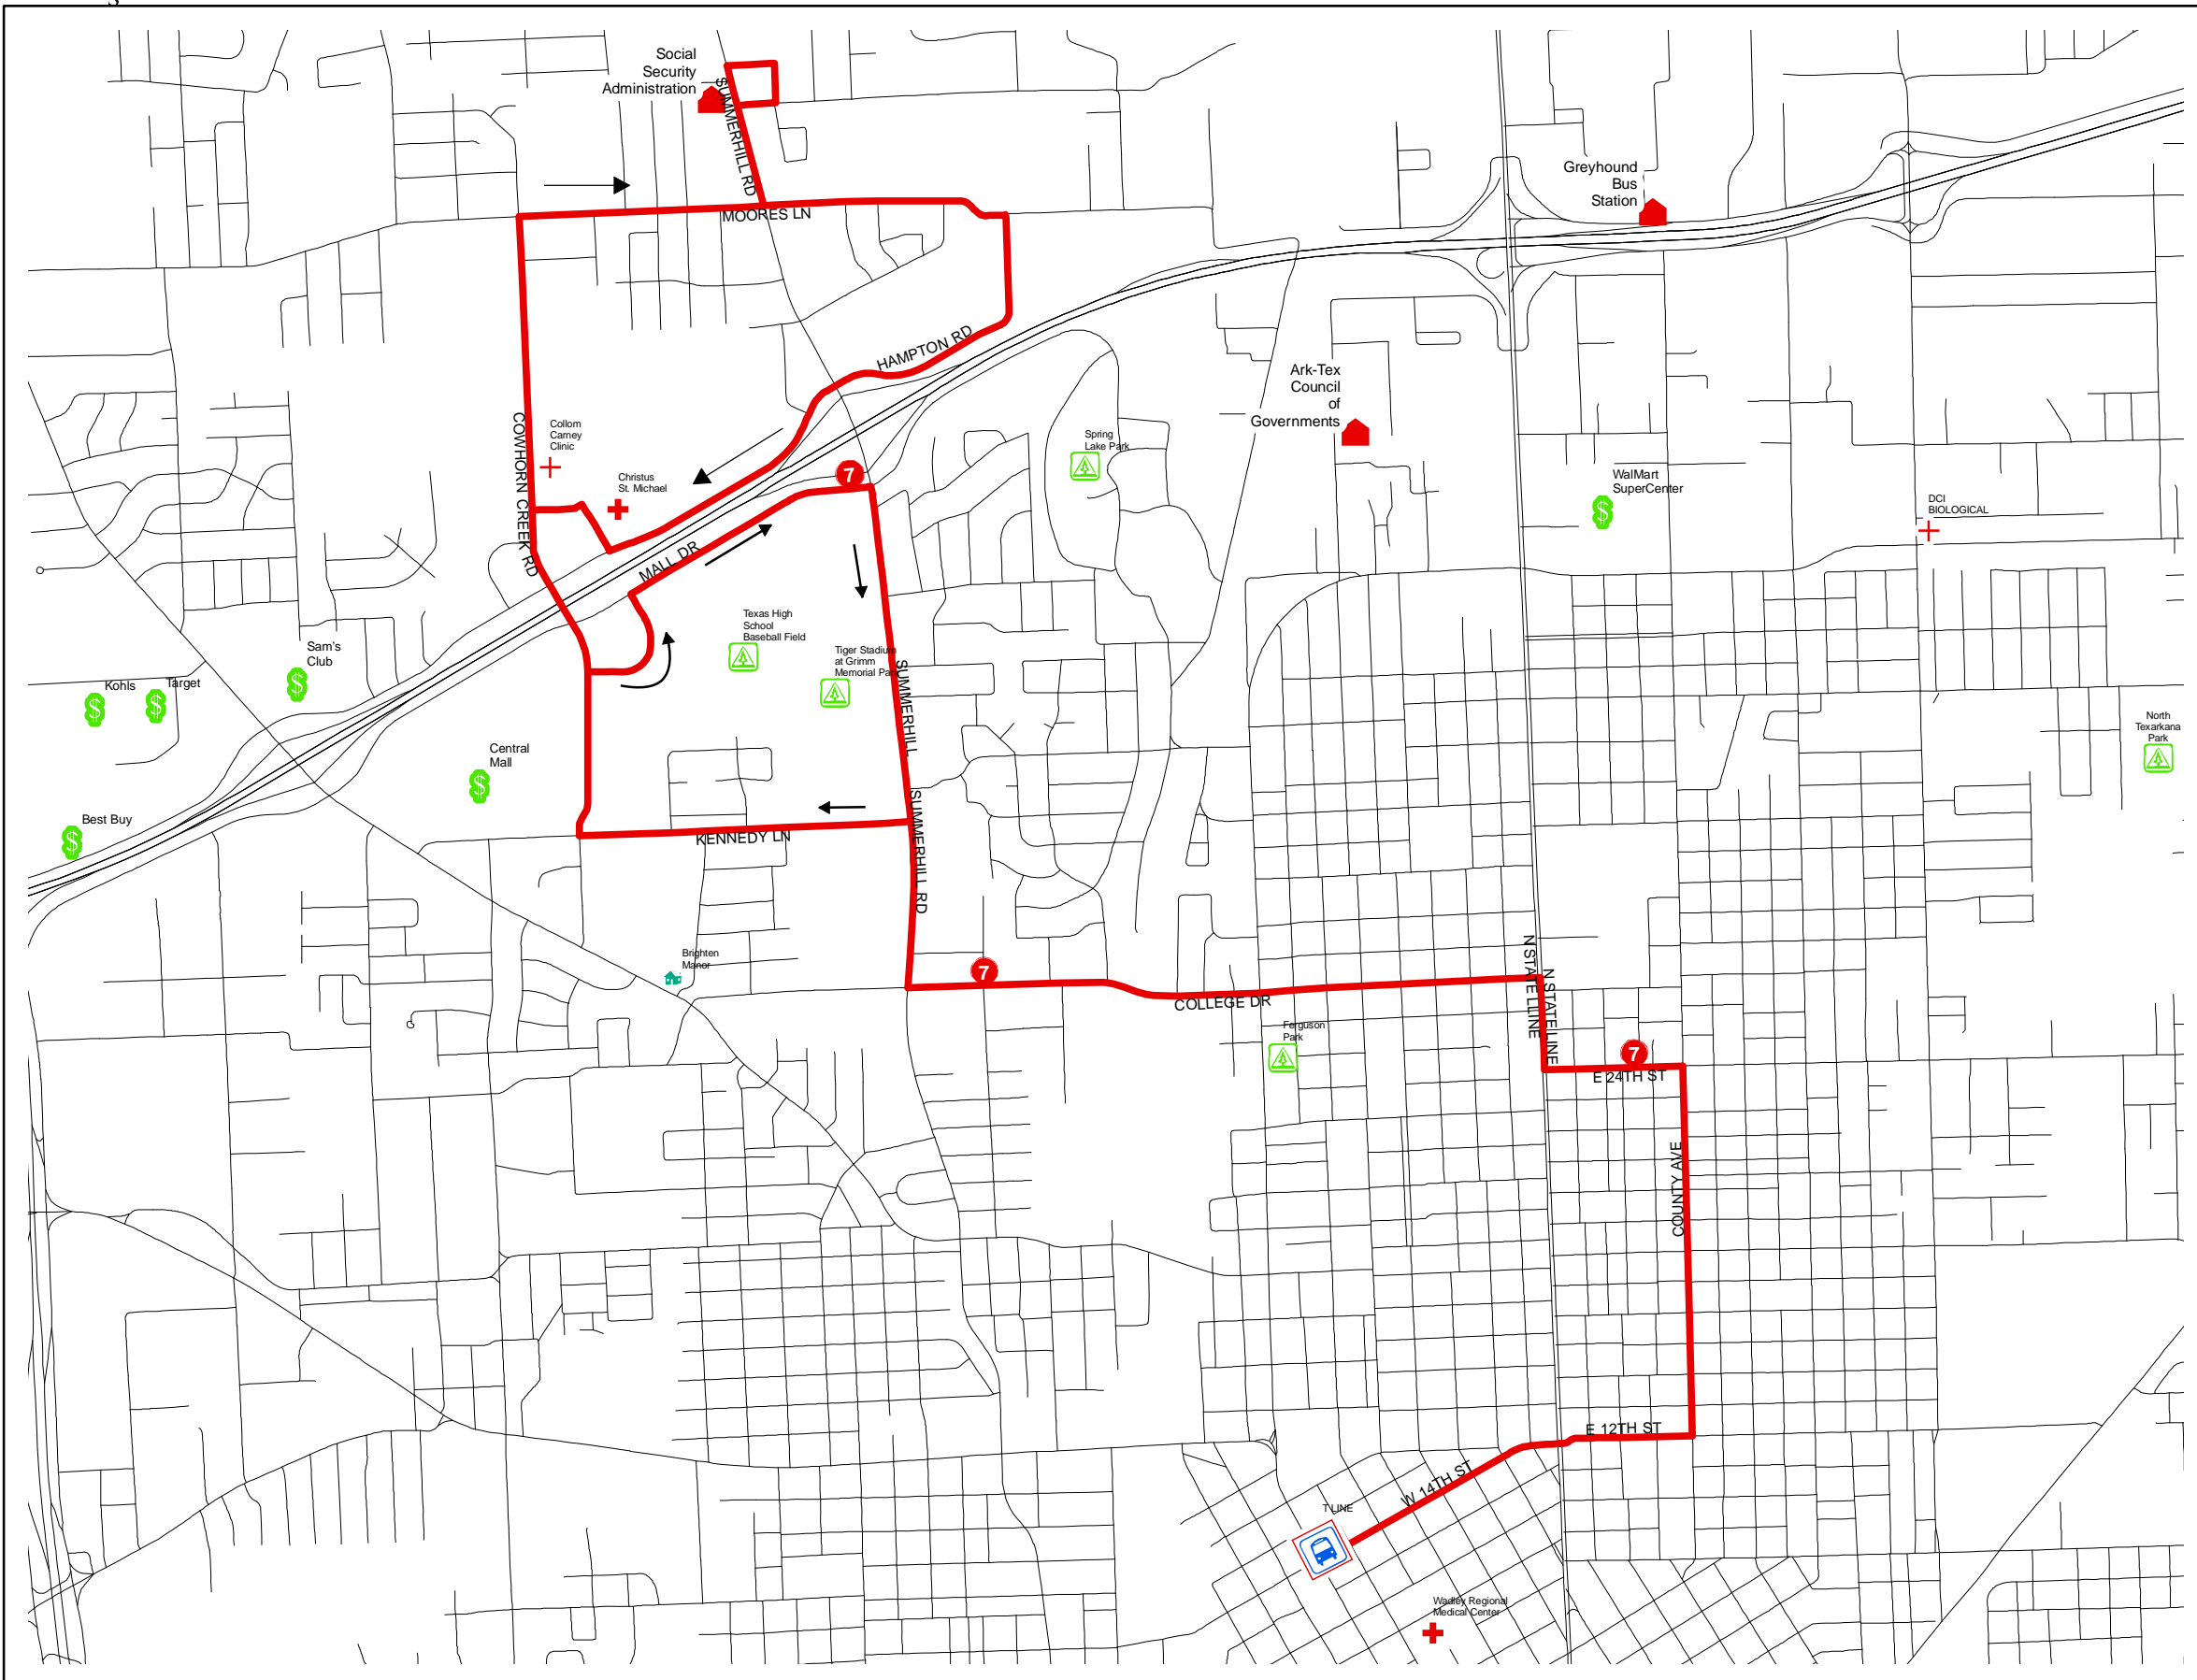 s
Social
Security
Administration
SUMMERHILL RD
MOORES LN
Greyhound
Bus
Station
HAMPTON RD
Ark-Tex
Council
of
Governments
COWHORN CREEK RD
Collom
Carney
Clinic
Christus
St. Michael
7
Spring
Lake Park
WalMart
SuperCenter
DCI
BIOLOGICAL
MALL DR
Texas High
School
Baseball Field
Tiger Stadium
at Grimm
Memorial Park
SUMMERHILL
Sam's
Club
Kohls
Target
North
Texarkana
Park
Central
Mall
Best Buy
KENNEDY LN
SUMMERHILL RD
Brighten
Manor
7
COLLEGE DR
N STATE LLINE
N STATELINE
Ferguson
Park
7
E 24TH ST
COUNTY AVE
E 12TH ST
W 14TH ST
T LINE
Wadley Regional
Medical Center